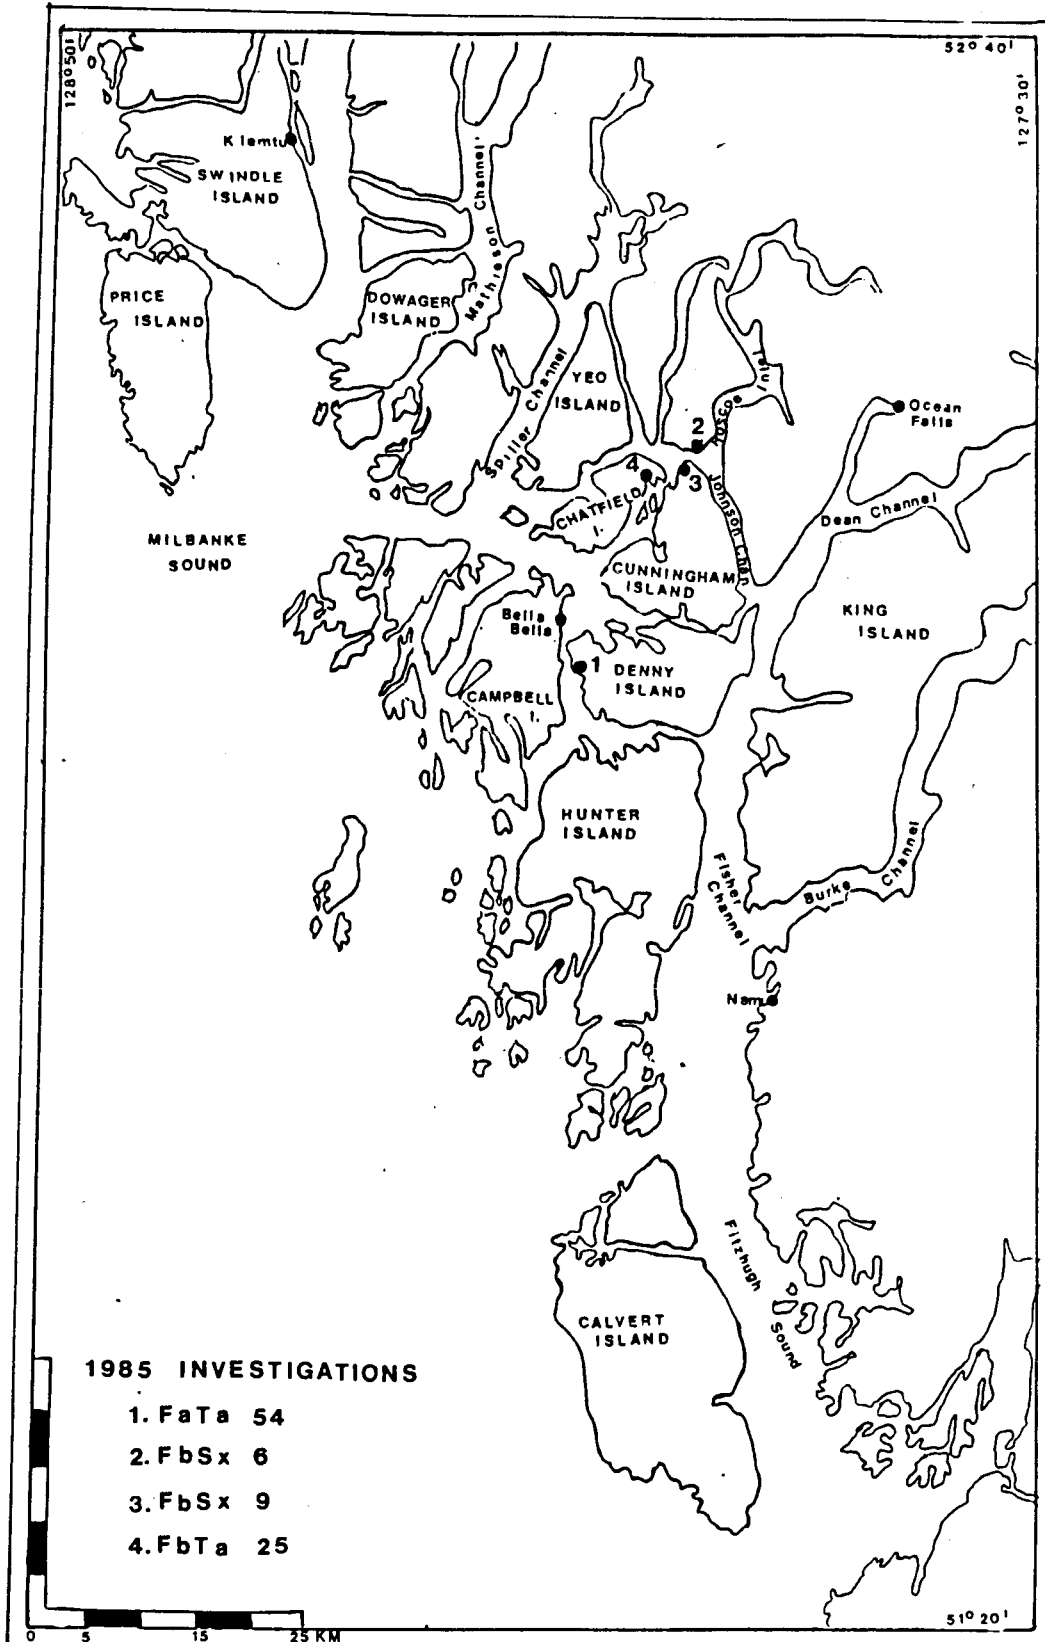 128° 50'
52° 40'
127° 30'
Klemtu
SWINDLE
ISLAND
Mathieson Channel
PRICE
ISLAND
DOWAGER
ISLAND
Spiller Channel
YEO
ISLAND
Roscoe Inlet
Ocean
Falls
2
4
3
CHATFIELD
I.
Johnson Chan
Dean Channel
MILBANKE
SOUND
CUNNINGHAM
ISLAND
KING
ISLAND
Bella
Bella
1
DENNY
ISLAND
CAMPBELL
I.
HUNTER
ISLAND
Fisher
Channel
Burke Channel
Namu
Fitzhugh
Sound
CALVERT
ISLAND
1985 INVESTIGATIONS
1. FaTa 54
2. FbSx 6
3. FbSx 9
4. FbTa 25
51° 20'
0 5 15 25 KM